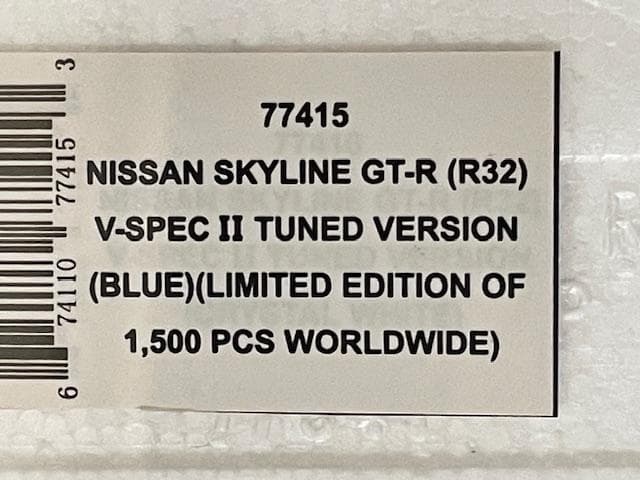 77415
NISSAN SKYLINE GT-R (R32)
V-SPEC II TUNED VERSION
(BLUE)(LIMITED EDITION OF
1,500 PCS WORLDWIDE)
6 74110 77415 3